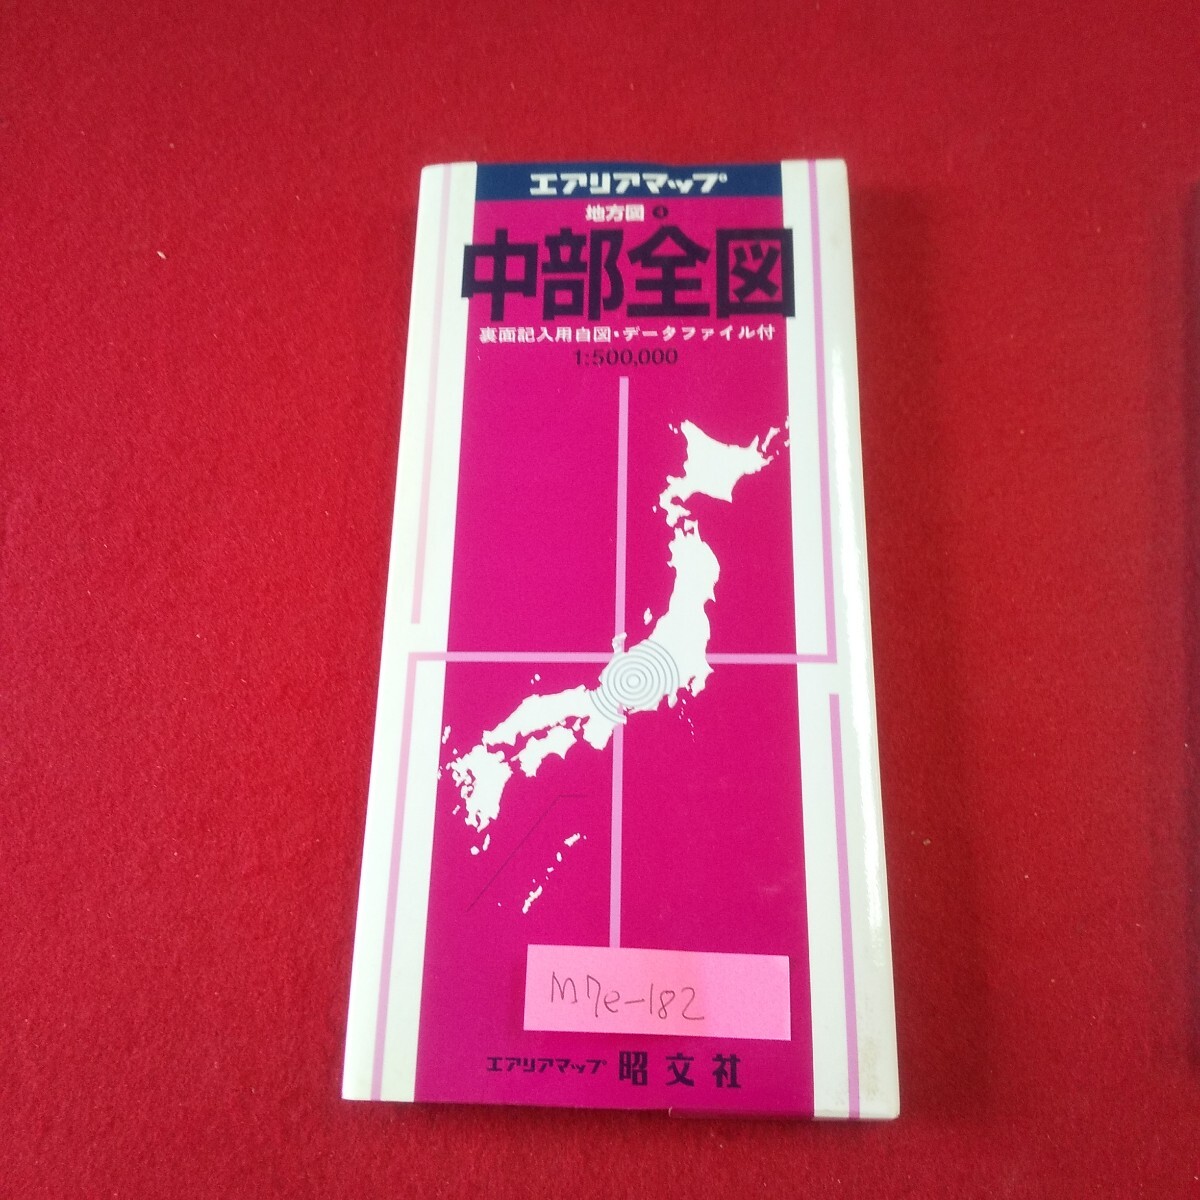 エアリアマップ
地方図 4
中部全図
裏面記入用白図・データファイル付
1:500,000
M7e-182
エアリアマップ 昭文社